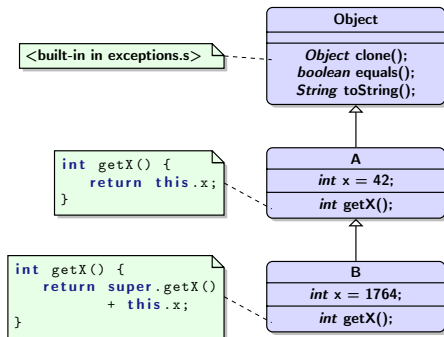 Object
<built-in in exceptions.s>
Object clone();
boolean equals();
String toString();
A
int x = 42;
int getX();
int getX() {
return this.x;
}
B
int x = 1764;
int getX();
int getX() {
return super.getX()
+ this.x;
}